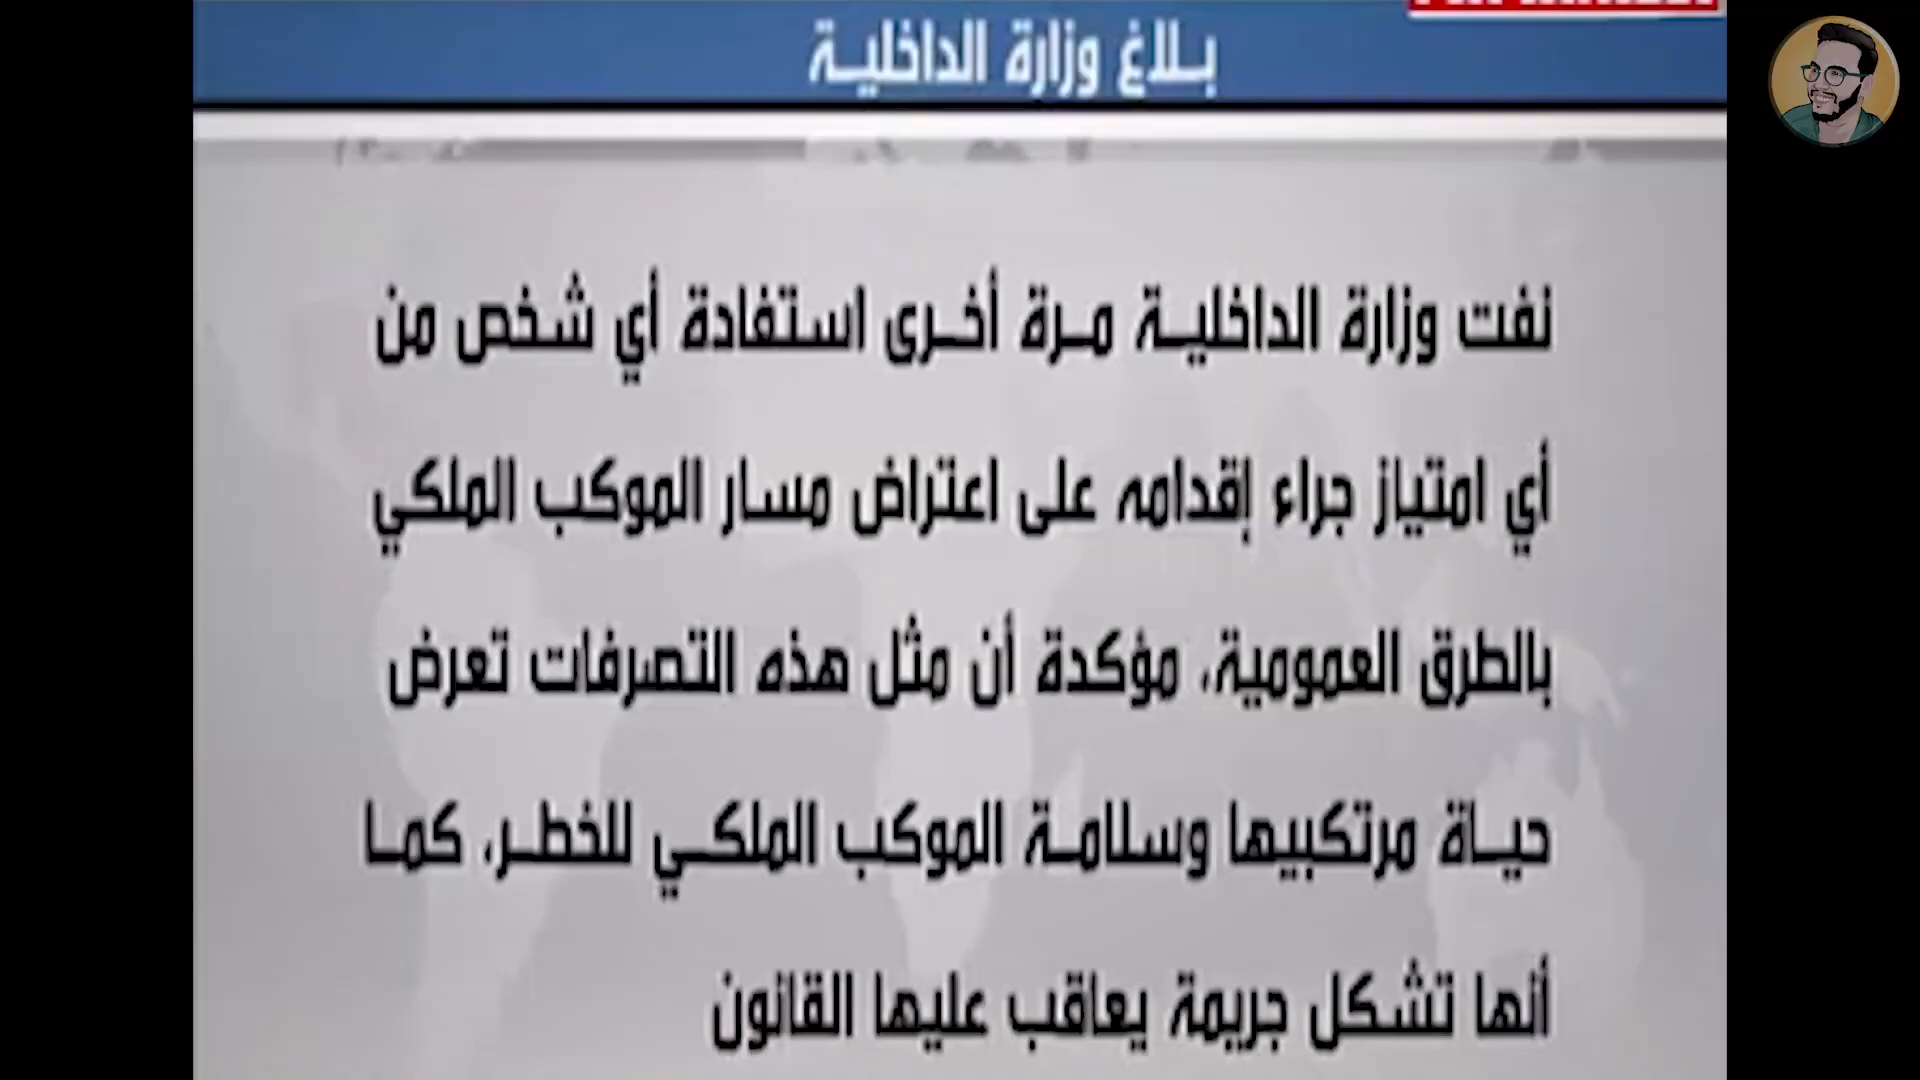 بلاغ وزارة الداخلية
نفت وزارة الداخلية مرة أخرى استفادة أي شخص من
أي امتياز جراء إقدامه على اعتراض مسار الموكب الملكي
بالطرق العمومية، مؤكدة أن مثل هذه التصرفات تعرض
حياة مرتكبيها وسلامة الموكب الملكي للخطر، كما
أنها تشكل جريمة يعاقب عليها القانون